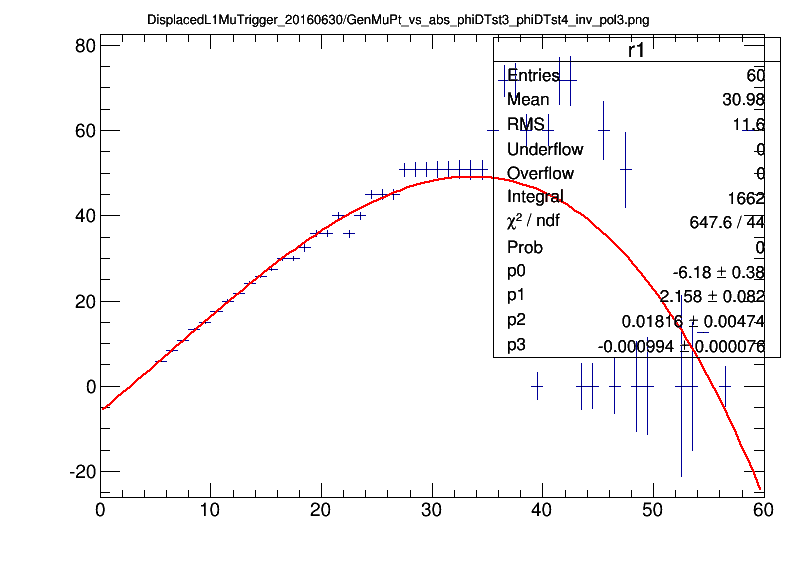 DisplacedL1MuTrigger_20160630/GenMuPt_vs_abs_phiDTst3_phiDTst4_inv_pol3.png
r1
Entries 60
Mean 30.98
RMS 11.6
Underflow 0
Overflow 0
Integral 1662
χ² / ndf 647.6 / 44
Prob 0
p0 -6.18 ± 0.38
p1 2.158 ± 0.082
p2 0.01816 ± 0.00474
p3 -0.000994 ± 0.000076
80
60
40
20
0
-20
0 10 20 30 40 50 60